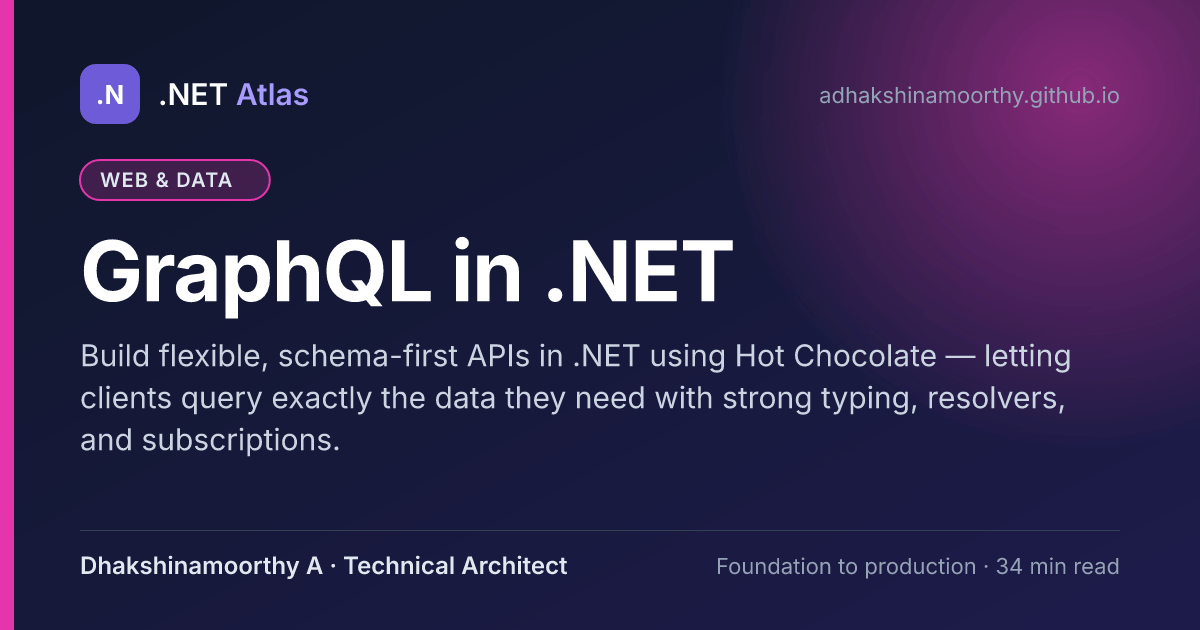 .N
.NET Atlas
adhakshinamoorthy.github.io
WEB & DATA
GraphQL in .NET
Build flexible, schema-first APIs in .NET using Hot Chocolate — letting
clients query exactly the data they need with strong typing, resolvers,
and subscriptions.
Dhakshinamoorthy A · Technical Architect
Foundation to production · 34 min read